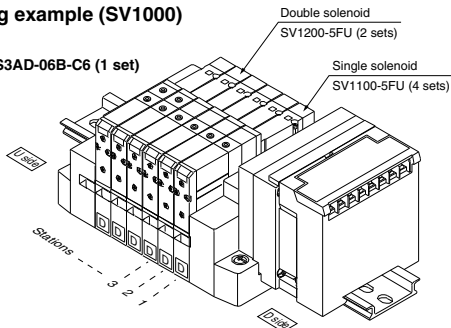 g example (SV1000)
Double solenoid
SV1200-5FU (2 sets)
S3AD-06B-C6 (1 set)
Single solenoid
SV1100-5FU (4 sets)
U side
Stations
3
2
1
D
D
D
D
D
D
D side